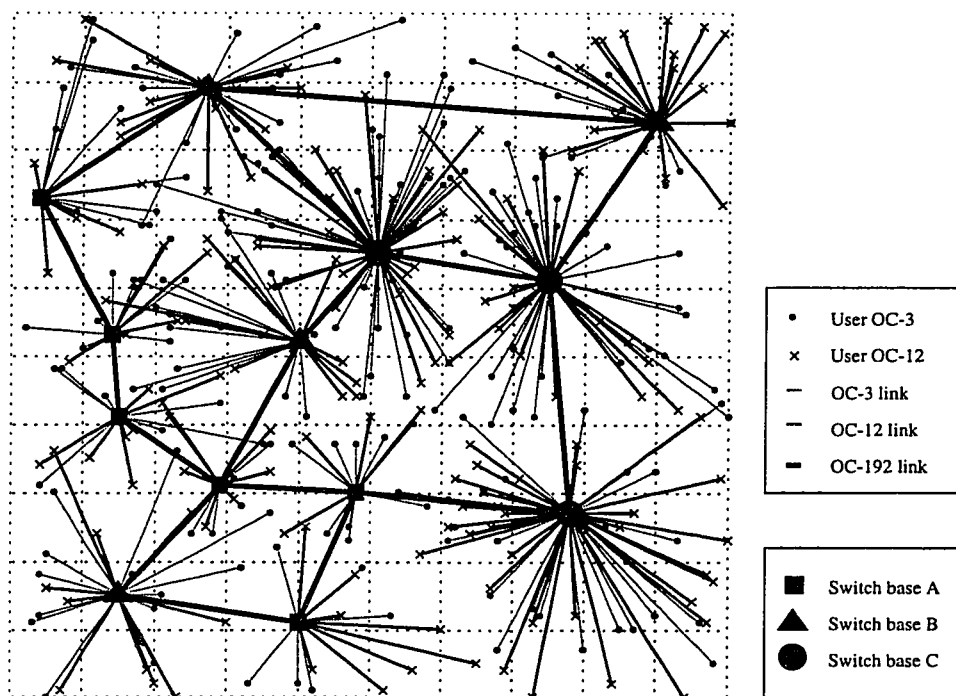 User OC-3
User OC-12
OC-3 link
OC-12 link
OC-192 link
Switch base A
Switch base B
Switch base C